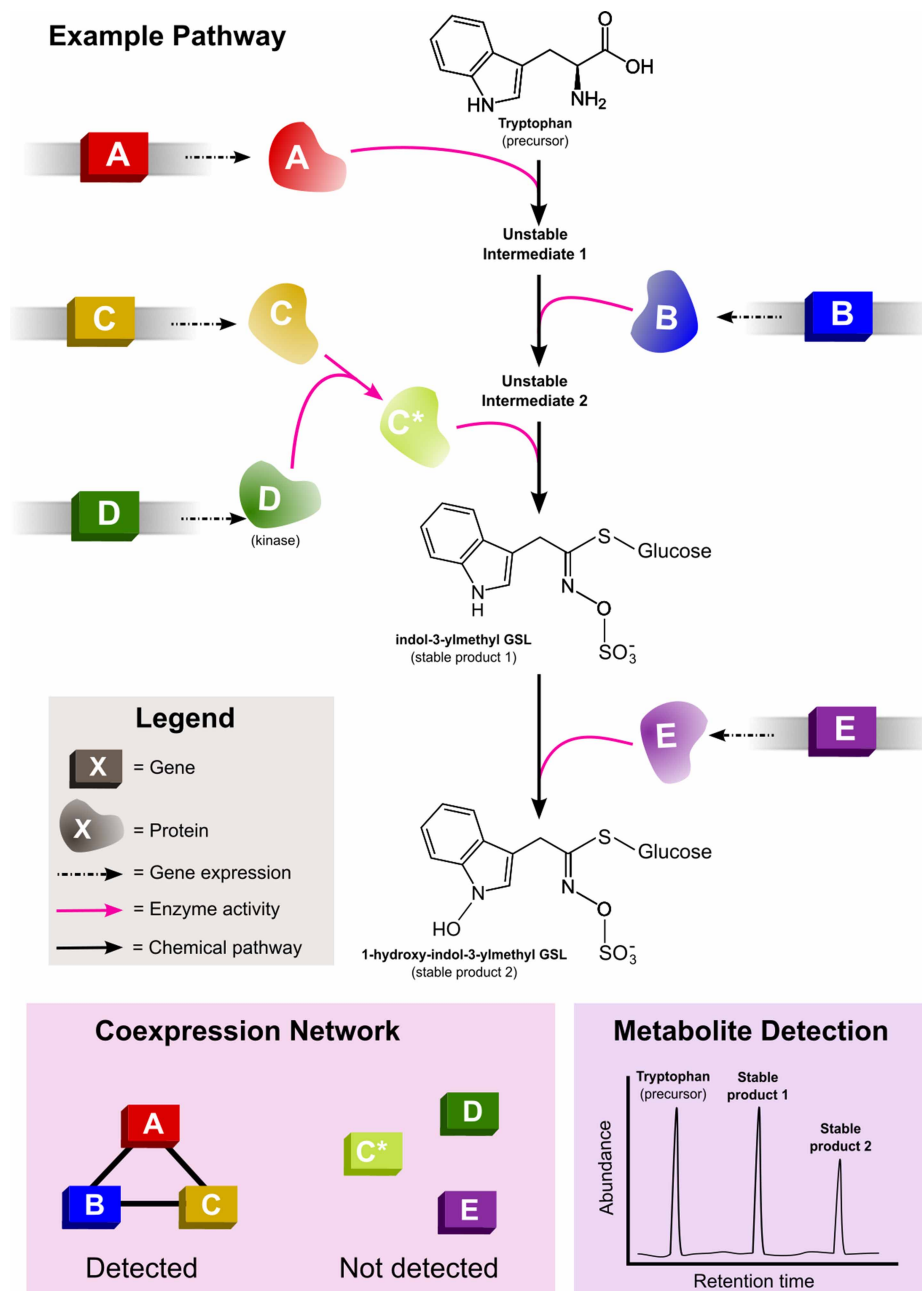 Example Pathway
O
OH
HN
NH2
Tryptophan
(precursor)
A
A
Unstable
Intermediate 1
C
C
B
B
Unstable
Intermediate 2
C*
D
D
(kinase)
S
Glucose
N
H
N
O
SO3-
indol-3-ylmethyl GSL
(stable product 1)
Legend
X = Gene
X = Protein
= Gene expression
= Enzyme activity
= Chemical pathway
E
E
S
Glucose
N
N
O
HO
SO3-
1-hydroxy-indol-3-ylmethyl GSL
(stable product 2)
Coexpression Network
A
B
C
Detected
D
C*
E
Not detected
Metabolite Detection
Tryptophan
(precursor)
Stable
product 1
Stable
product 2
Abundance
Retention time